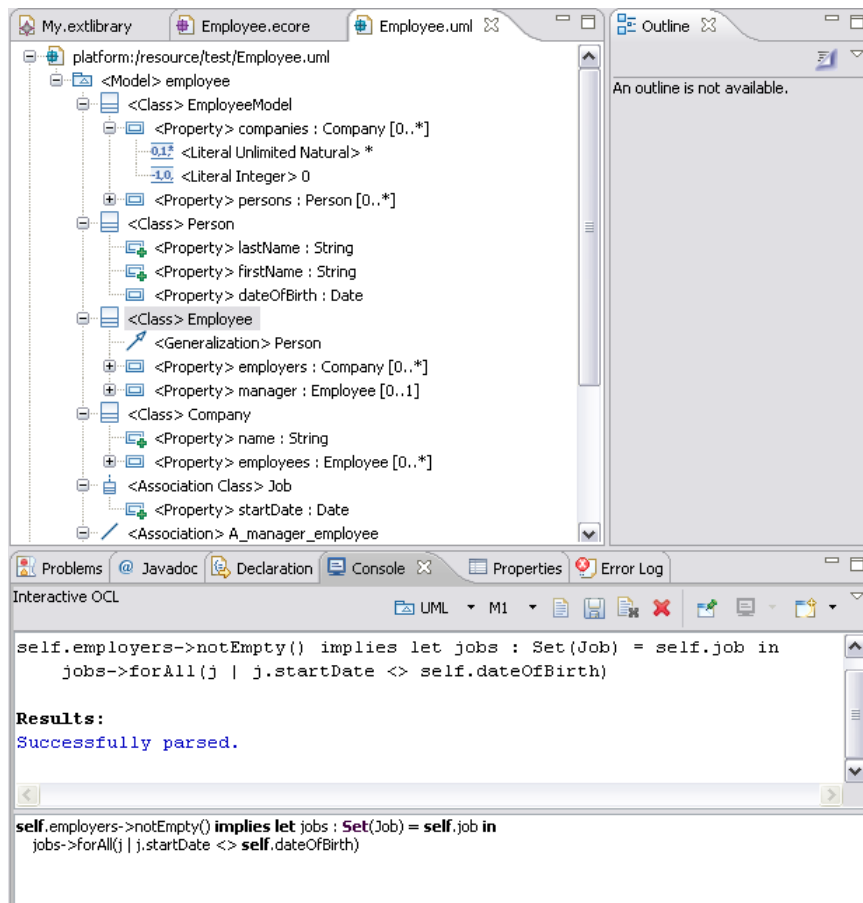 My.extlibrary
Employee.ecore
Employee.uml
Outline
platform:/resource/test/Employee.uml
<Model> employee
<Class> EmployeeModel
<Property> companies : Company [0..*]
0,1,* <Literal Unlimited Natural> *
-1,0, <Literal Integer> 0
<Property> persons : Person [0..*]
<Class> Person
<Property> lastName : String
<Property> firstName : String
<Property> dateOfBirth : Date
<Class> Employee
<Generalization> Person
<Property> employers : Company [0..*]
<Property> manager : Employee [0..1]
<Class> Company
<Property> name : String
<Property> employees : Employee [0..*]
<Association Class> Job
<Property> startDate : Date
<Association> A_manager_employee
An outline is not available.
Problems @ Javadoc Declaration Console Properties Error Log
Interactive OCL
UML M1
self.employers->notEmpty() implies let jobs : Set(Job) = self.job in
jobs->forAll(j | j.startDate <> self.dateOfBirth)
Results:
Successfully parsed.
self.employers->notEmpty() implies let jobs : Set(Job) = self.job in
jobs->forAll(j | j.startDate <> self.dateOfBirth)